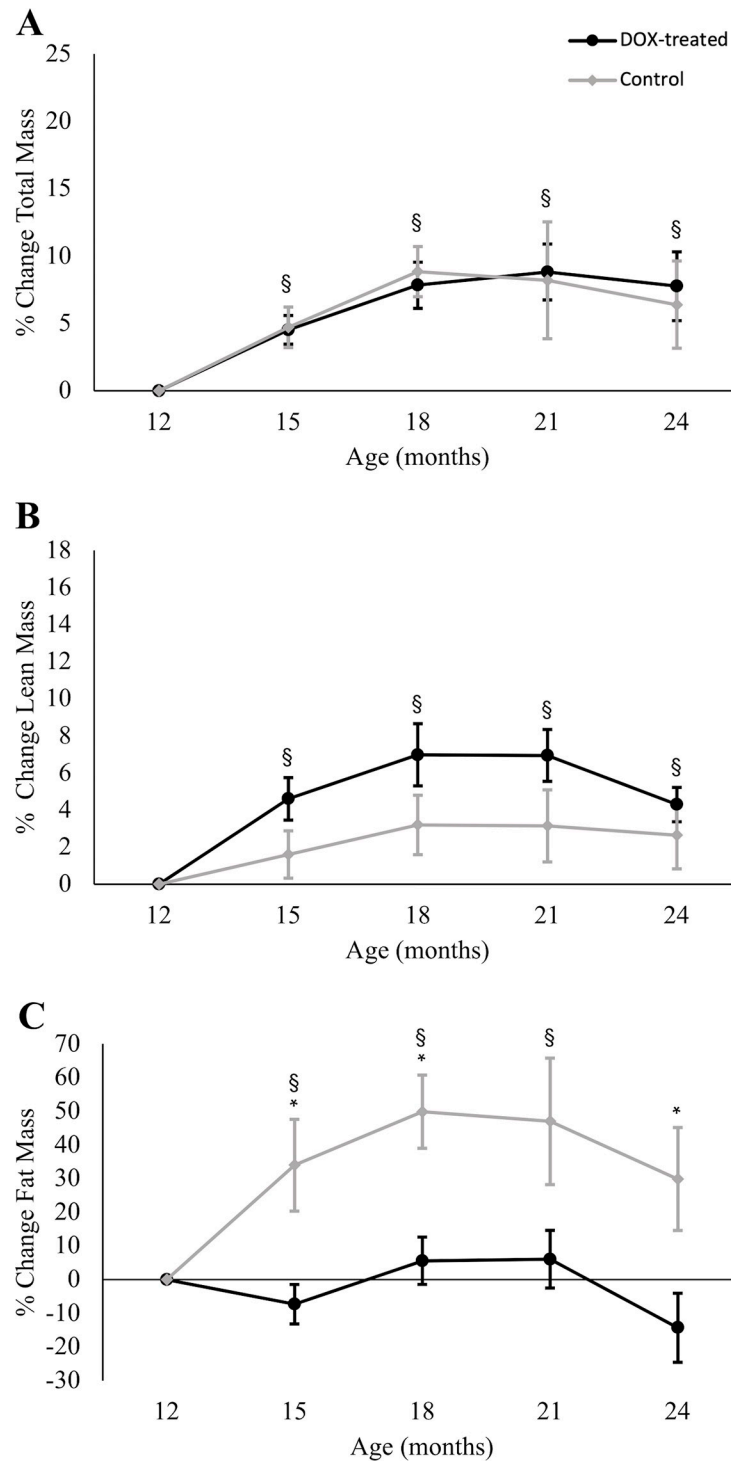 A
DOX-treated
Control
% Change Total Mass
25
20
15
10
5
0
§
§
§
§
12 15 18 21 24
Age (months)
B
% Change Lean Mass
18
16
14
12
10
8
6
4
2
0
§
§
§
§
12 15 18 21 24
Age (months)
C
% Change Fat Mass
70
60
50
40
30
20
10
0
-10
-20
-30
§
*
§
*
§
*
12 15 18 21 24
Age (months)